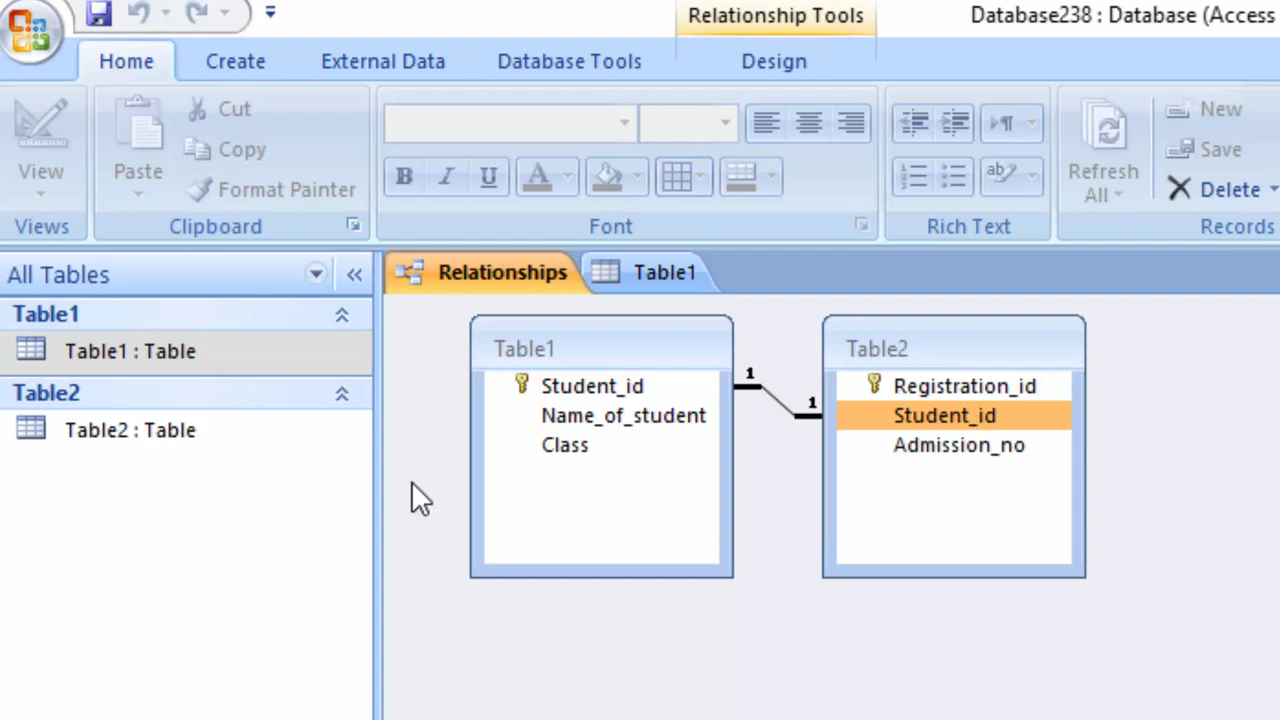 Relationship Tools
Database238 : Database (Access
Home Create External Data Database Tools Design
View
Paste
Cut
Copy
Format Painter
B I U A
ab
Refresh
All
New
Save
Delete
Views Clipboard Font Rich Text Records
All Tables
Relationships Table1
Table1
Table1 : Table
Table2
Table2 : Table
Table1
Student_id
Name_of_student
Class
1
1
Table2
Registration_id
Student_id
Admission_no